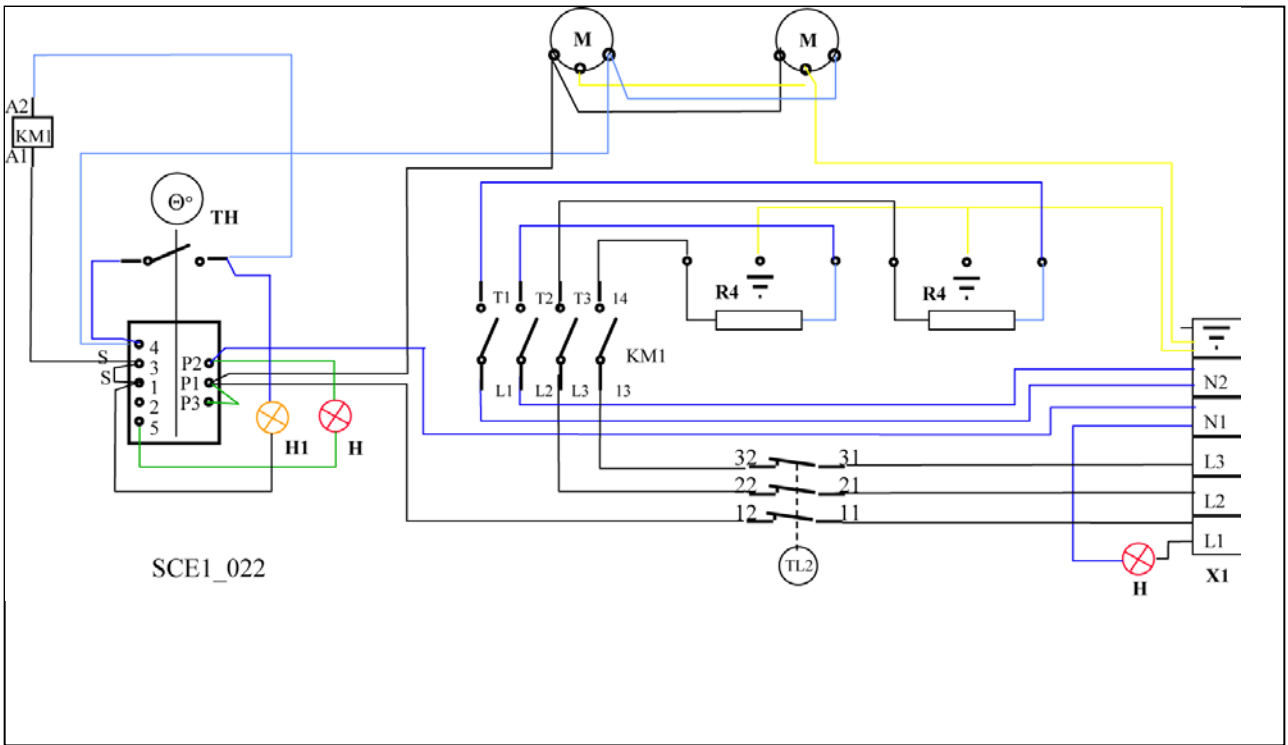 M M
A2
KM1
A1
Θ°
TH
T1 T2 T3 14
R4 R4
KM1
4
S 3 P2
S 1 P1
2 P3
5
L1 L2 L3 13
N2
N1
H1 H
32 31
L3
22 21
L2
12 11
L1
SCE1_022
TL2
X1
H